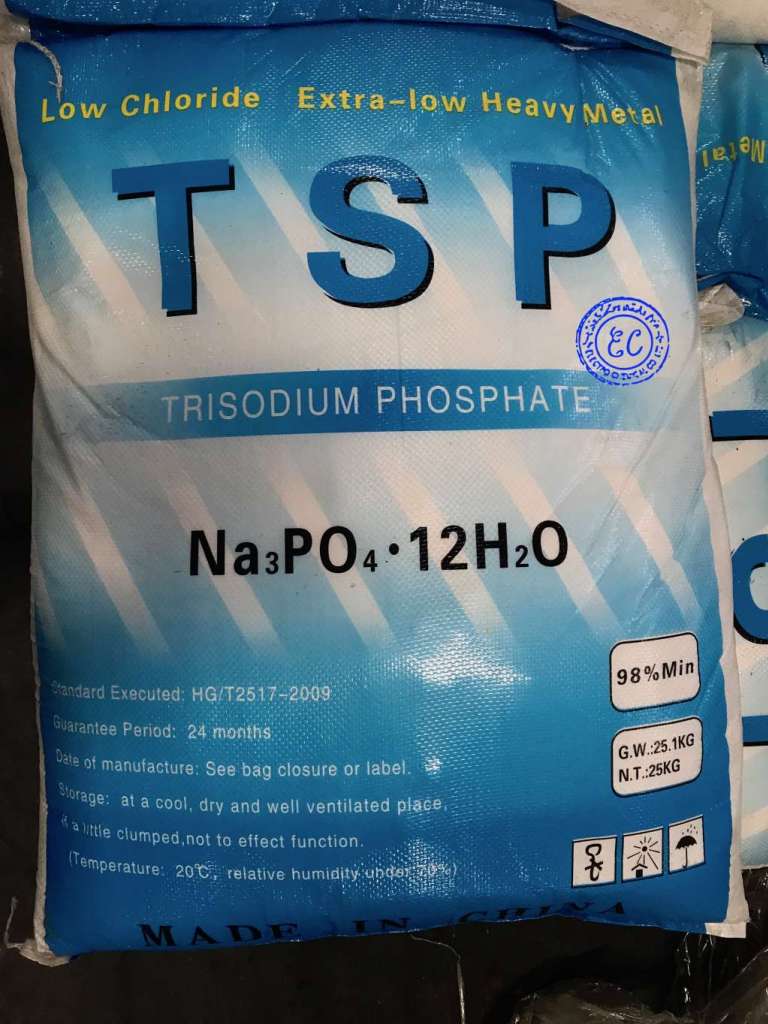 Low Chloride Extra-low Heavy Metal
TSP
TRISODIUM PHOSPHATE
Na₃PO₄·12H₂O
98%Min
Standard Executed: HG/T2517-2009
Guarantee Period: 24 months
G.W.:25.1KG
N.T.:25KG
Date of manufacture: See bag closure or label.
Storage: at a cool, dry and well ventilated place,
a little clumped,not to effect function.
(Temperature: 20℃, relative humidity under 70%)
MADE IN CHINA
EC
Metal